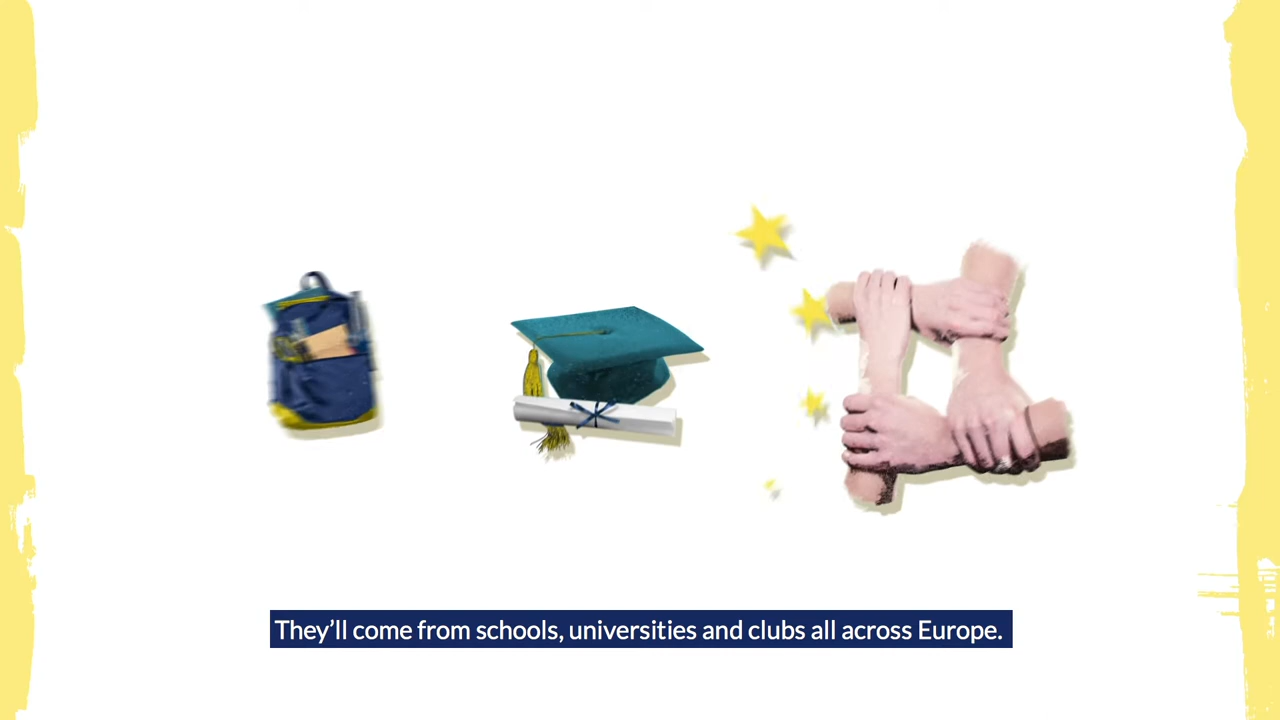 They’ll come from schools, universities and clubs all across Europe.